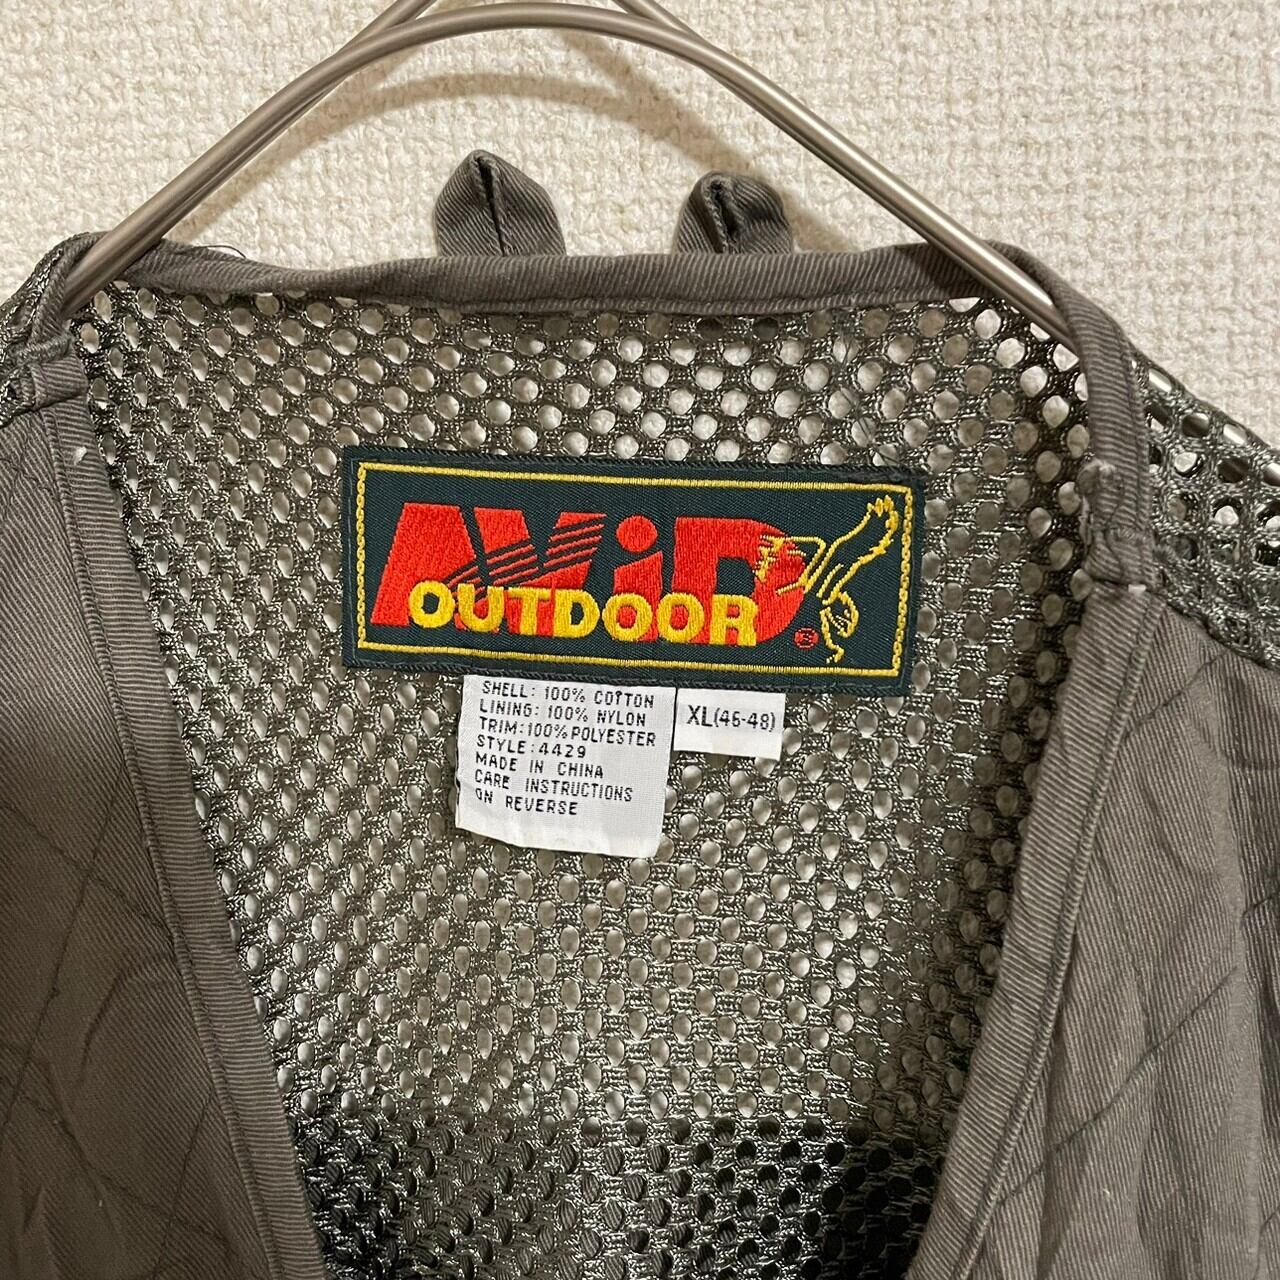 AViD
OUTDOOR
®
SHELL: 100% COTTON
LINING: 100% NYLON
TRIM: 100% POLYESTER
STYLE: 4429
MADE IN CHINA
CARE INSTRUCTIONS
ON REVERSE
XL(46-48)